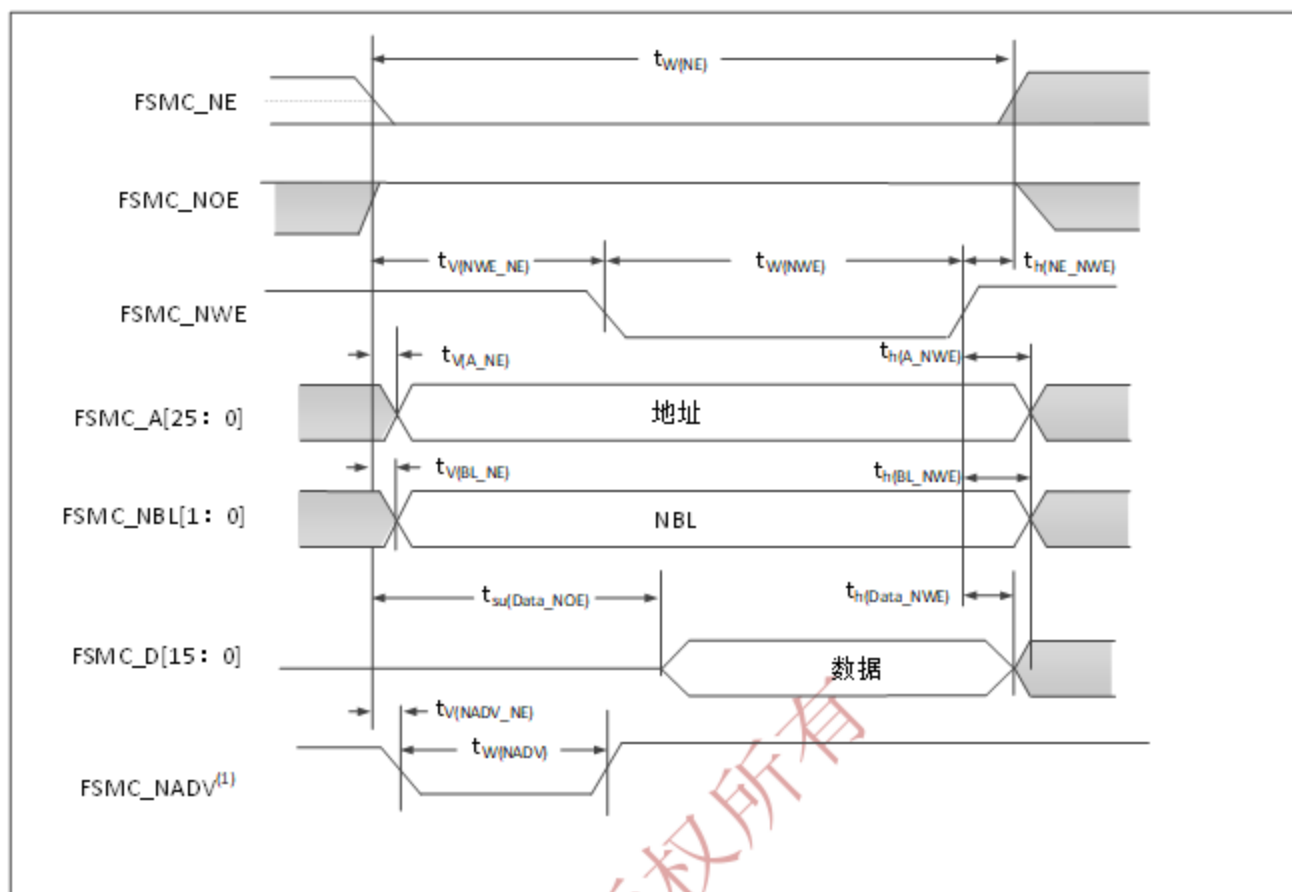 tW(NE)
FSMC_NE
FSMC_NOE
tV(NWE_NE) tW(NWE) th(NE_NWE)
FSMC_NWE
tV(A_NE) th(A_NWE)
FSMC_A[25：0] 地址
tV(BL_NE) th(BL_NWE)
FSMC_NBL[1：0] NBL
tsu(Data_NOE) th(Data_NWE)
FSMC_D[15：0] 数据
tV(NADV_NE)
tW(NADV)
FSMC_NADV(1)
权所有